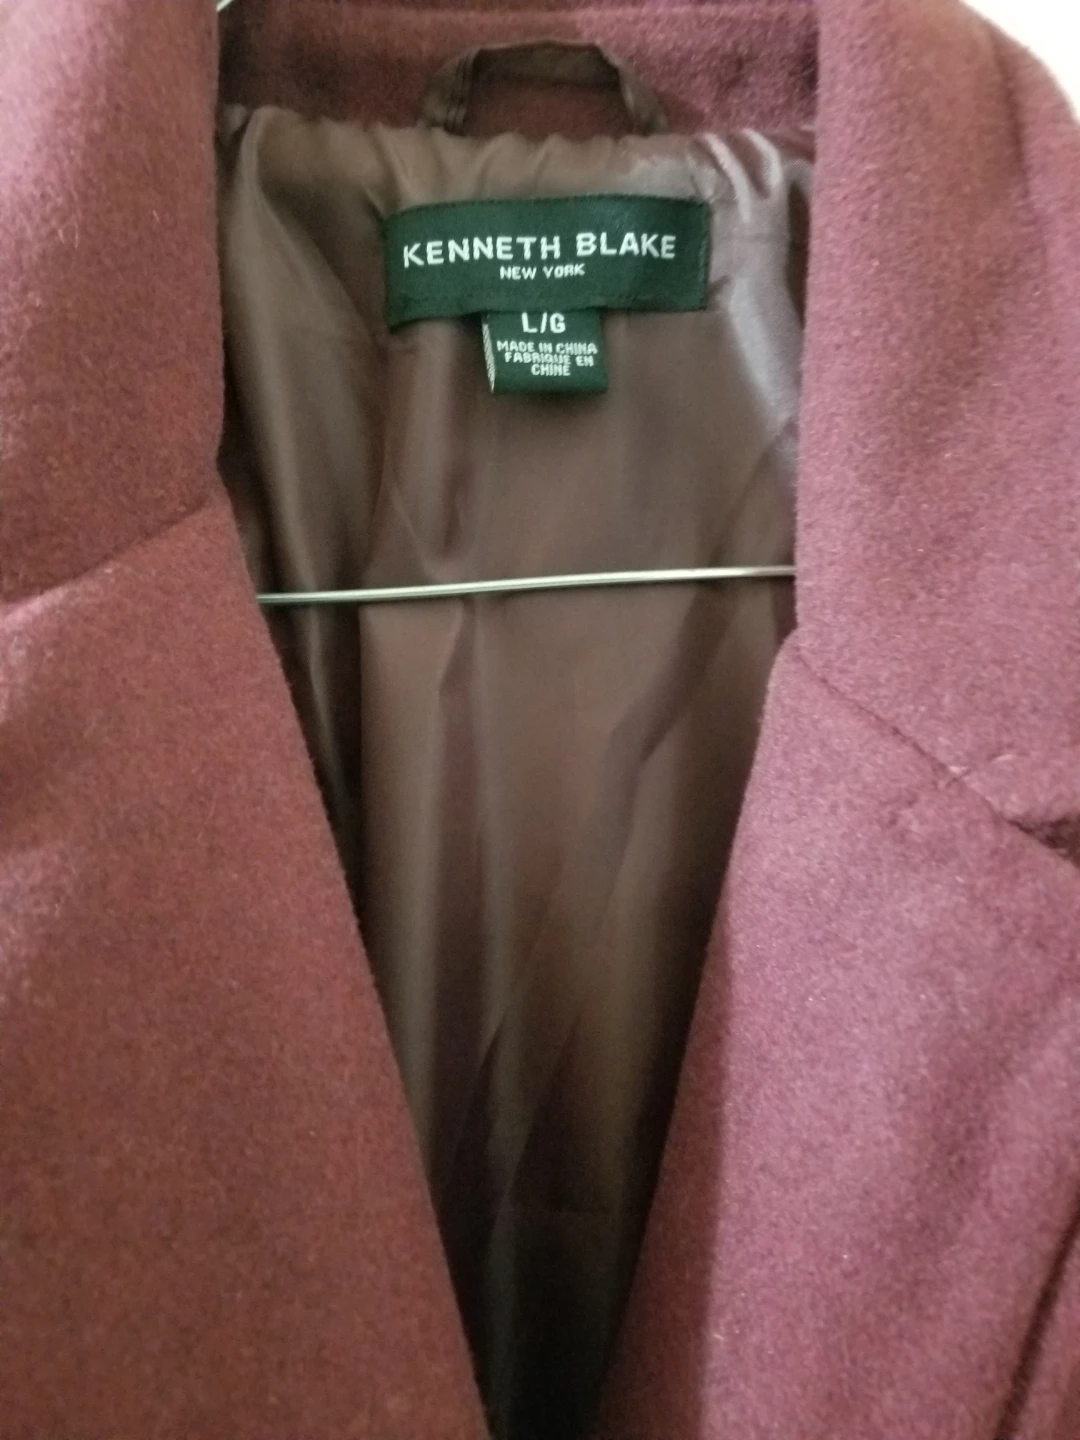 KENNETH BLAKE
NEW YORK
L/G
MADE IN CHINA
FABRIQUE EN
CHINE